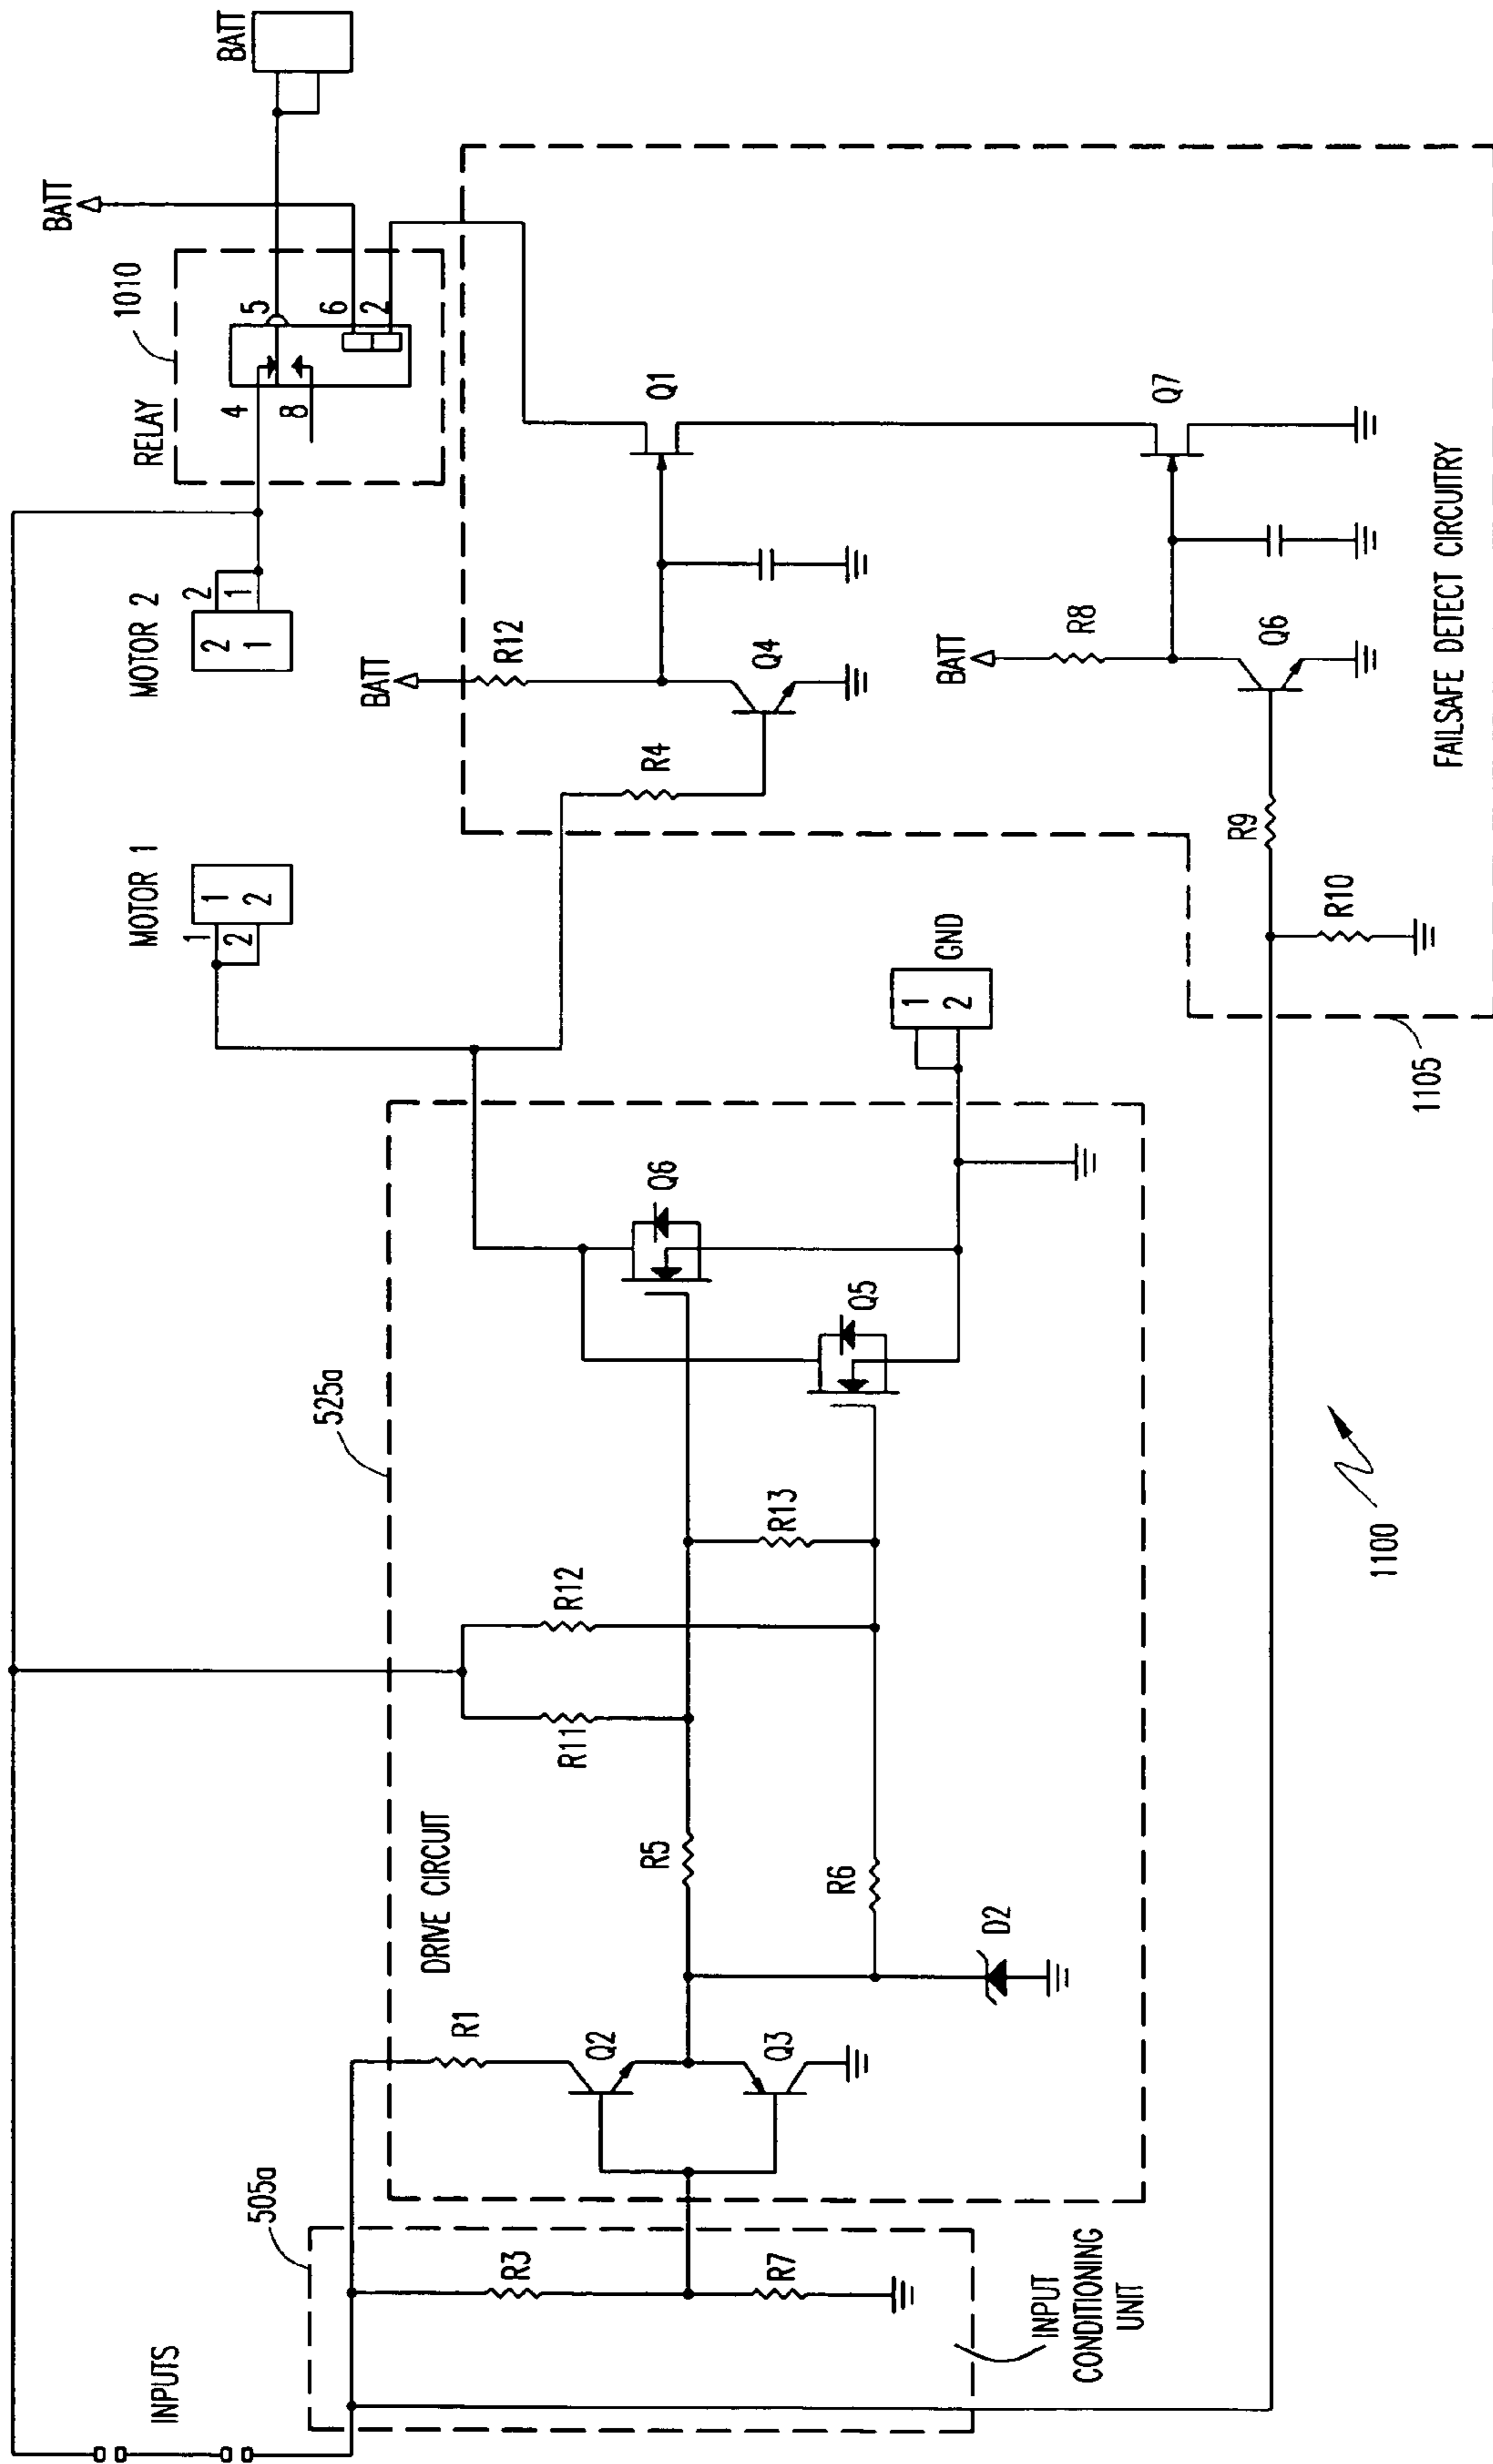 INPUTS
505a
INPUT
CONDITIONING
UNIT
R3
R7
DRIVE CIRCUIT
525a
R1
Q2
Q3
R5
R6
D2
R11
R12
R13
Q6
Q5
GND
1
2
MOTOR 1
1
2
1
2
MOTOR 2
2
1
2
1
RELAY
1010
4
8
5
6
2
BATT
BATT
BATT
R12
R4
Q4
Q1
BATT
R8
Q6
Q7
R9
R10
FAILSAFE DETECT CIRCUITRY
1105
1100